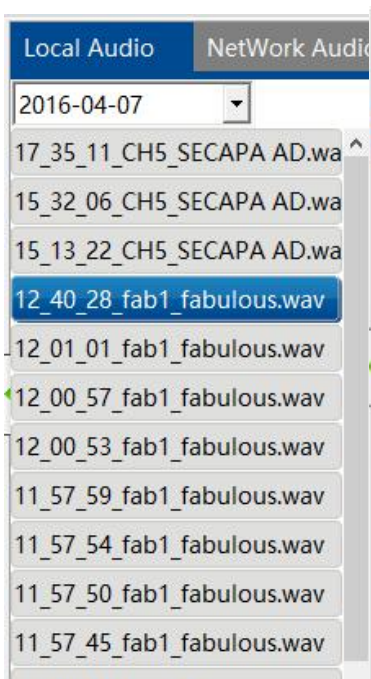 Local Audio NetWork Audio
2016-04-07
17_35_11_CH5_SECAPA AD.wa
15_32_06_CH5_SECAPA AD.wa
15_13_22_CH5_SECAPA AD.wa
12_40_28_fab1_fabulous.wav
12_01_01_fab1_fabulous.wav
12_00_57_fab1_fabulous.wav
12_00_53_fab1_fabulous.wav
11_57_59_fab1_fabulous.wav
11_57_54_fab1_fabulous.wav
11_57_50_fab1_fabulous.wav
11_57_45_fab1_fabulous.wav